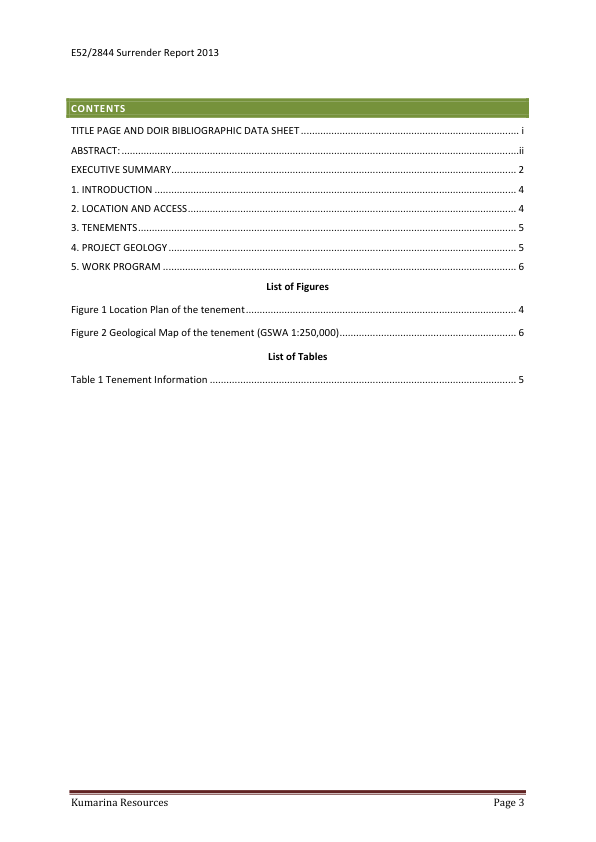 E52/2844 Surrender Report 2013
CONTENTS
TITLE PAGE AND DOIR BIBLIOGRAPHIC DATA SHEET ................................................................................ i
ABSTRACT: ................................................................................................................................................ii
EXECUTIVE SUMMARY.............................................................................................................................. 2
1. INTRODUCTION .................................................................................................................................... 4
2. LOCATION AND ACCESS........................................................................................................................ 4
3. TENEMENTS.......................................................................................................................................... 5
4. PROJECT GEOLOGY............................................................................................................................... 5
5. WORK PROGRAM ................................................................................................................................. 6
List of Figures
Figure 1 Location Plan of the tenement.................................................................................................... 4
Figure 2 Geological Map of the tenement (GSWA 1:250,000)................................................................. 6
List of Tables
Table 1 Tenement Information ................................................................................................................ 5
Kumarina Resources Page 3